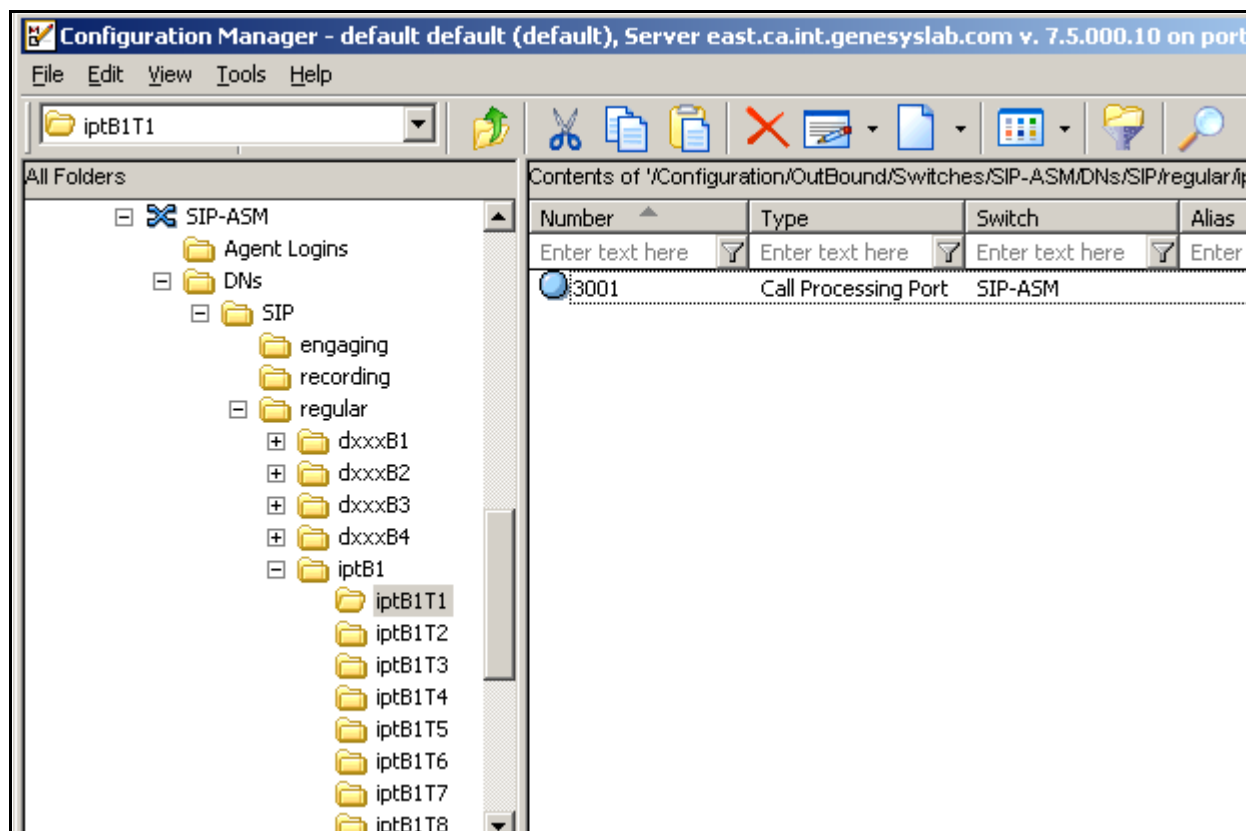 Configuration Manager - default default (default), Server east.ca.int.genesyslab.com v. 7.5.000.10 on port
File Edit View Tools Help
iptB1T1
All Folders
SIP-ASM
Agent Logins
DNs
SIP
engaging
recording
regular
dxxxB1
dxxxB2
dxxxB3
dxxxB4
iptB1
iptB1T1
iptB1T2
iptB1T3
iptB1T4
iptB1T5
iptB1T6
iptB1T7
iptB1T8
Contents of '/Configuration/OutBound/Switches/SIP-ASM/DNs/SIP/regular/ip
Number Type Switch Alias
Enter text here Enter text here Enter text here Enter
3001 Call Processing Port SIP-ASM